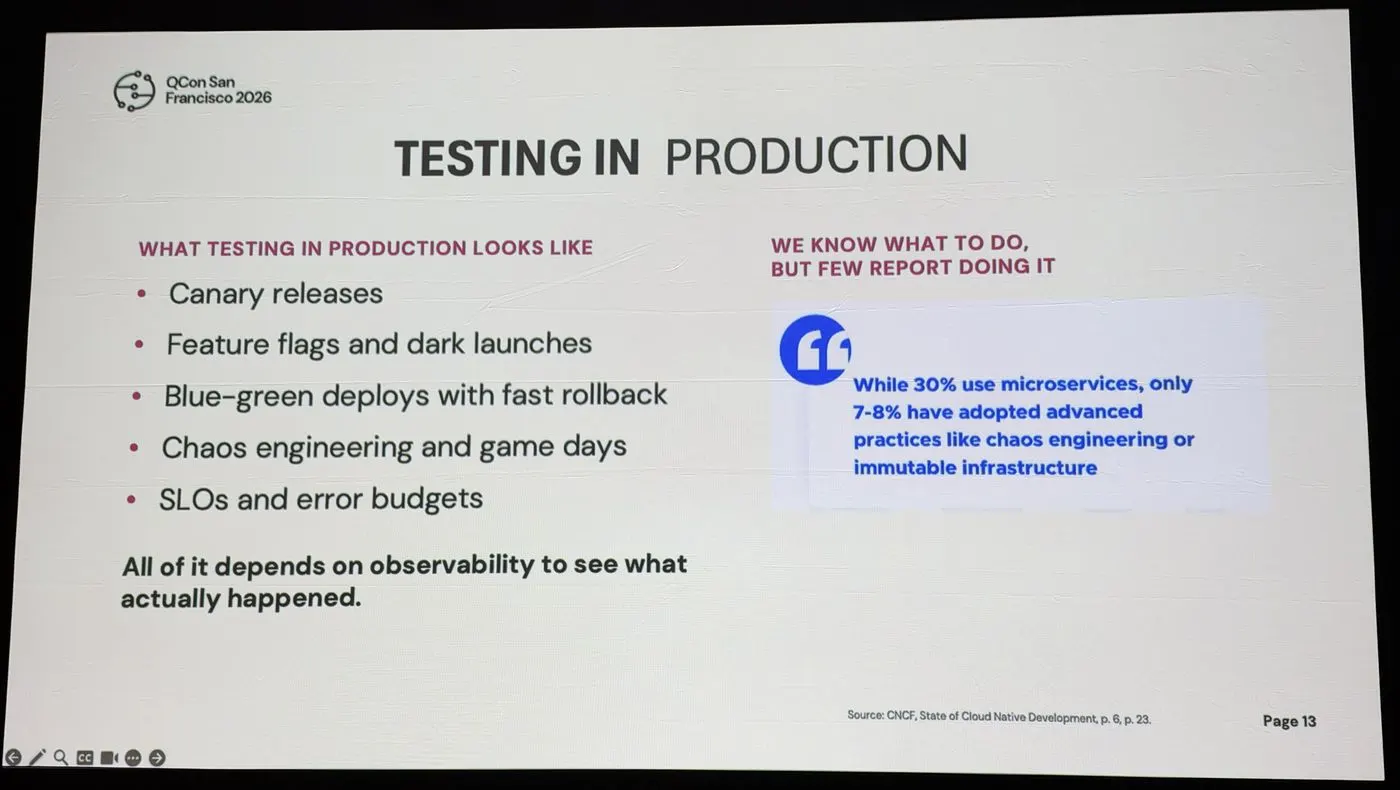 QCon San
Francisco 2026
TESTING IN PRODUCTION
WHAT TESTING IN PRODUCTION LOOKS LIKE
• Canary releases
• Feature flags and dark launches
• Blue-green deploys with fast rollback
• Chaos engineering and game days
• SLOs and error budgets
All of it depends on observability to see what
actually happened.
WE KNOW WHAT TO DO,
BUT FEW REPORT DOING IT
“
While 30% use microservices, only
7-8% have adopted advanced
practices like chaos engineering or
immutable infrastructure
Source: CNCF, State of Cloud Native Development, p. 6, p. 23.
Page 13
CC